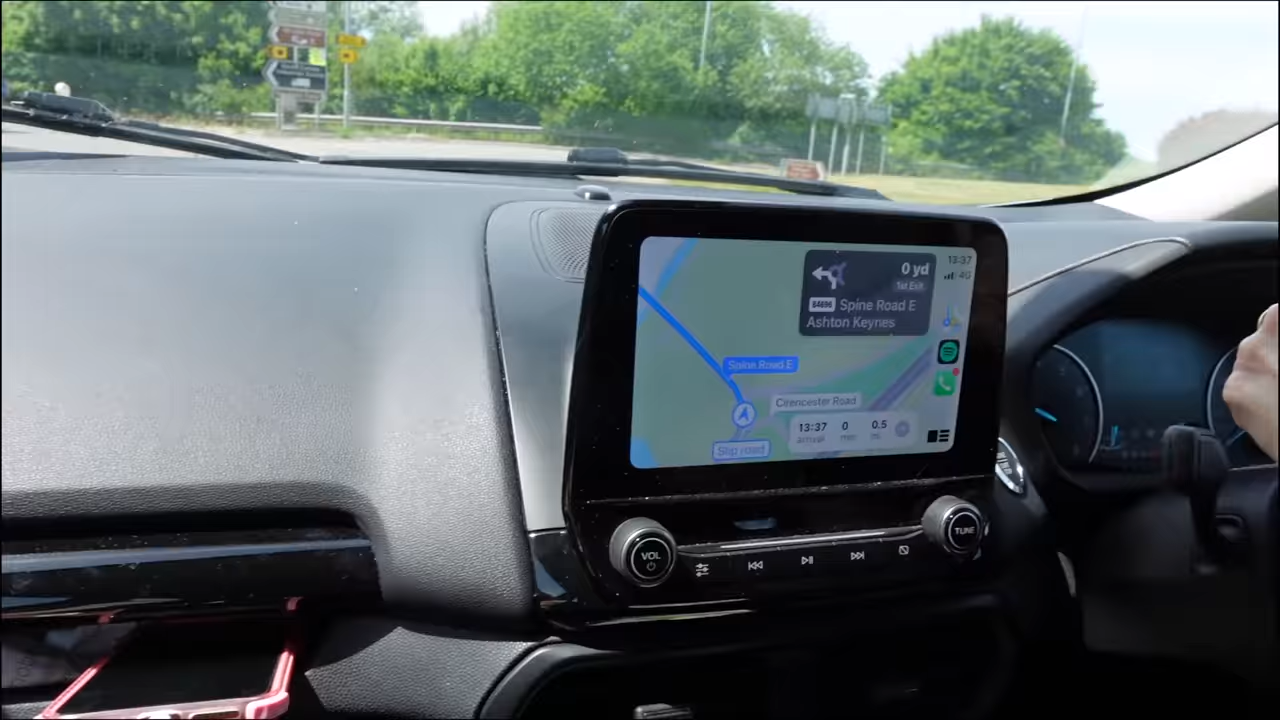 0 yd
1st Exit
B4696
Spine Road E
Ashton Keynes
13:37
4G
Spine Road E
Cirencester Road
13:37
0
0.5
arrival
min
mi
Slip road
VOL
TUNE